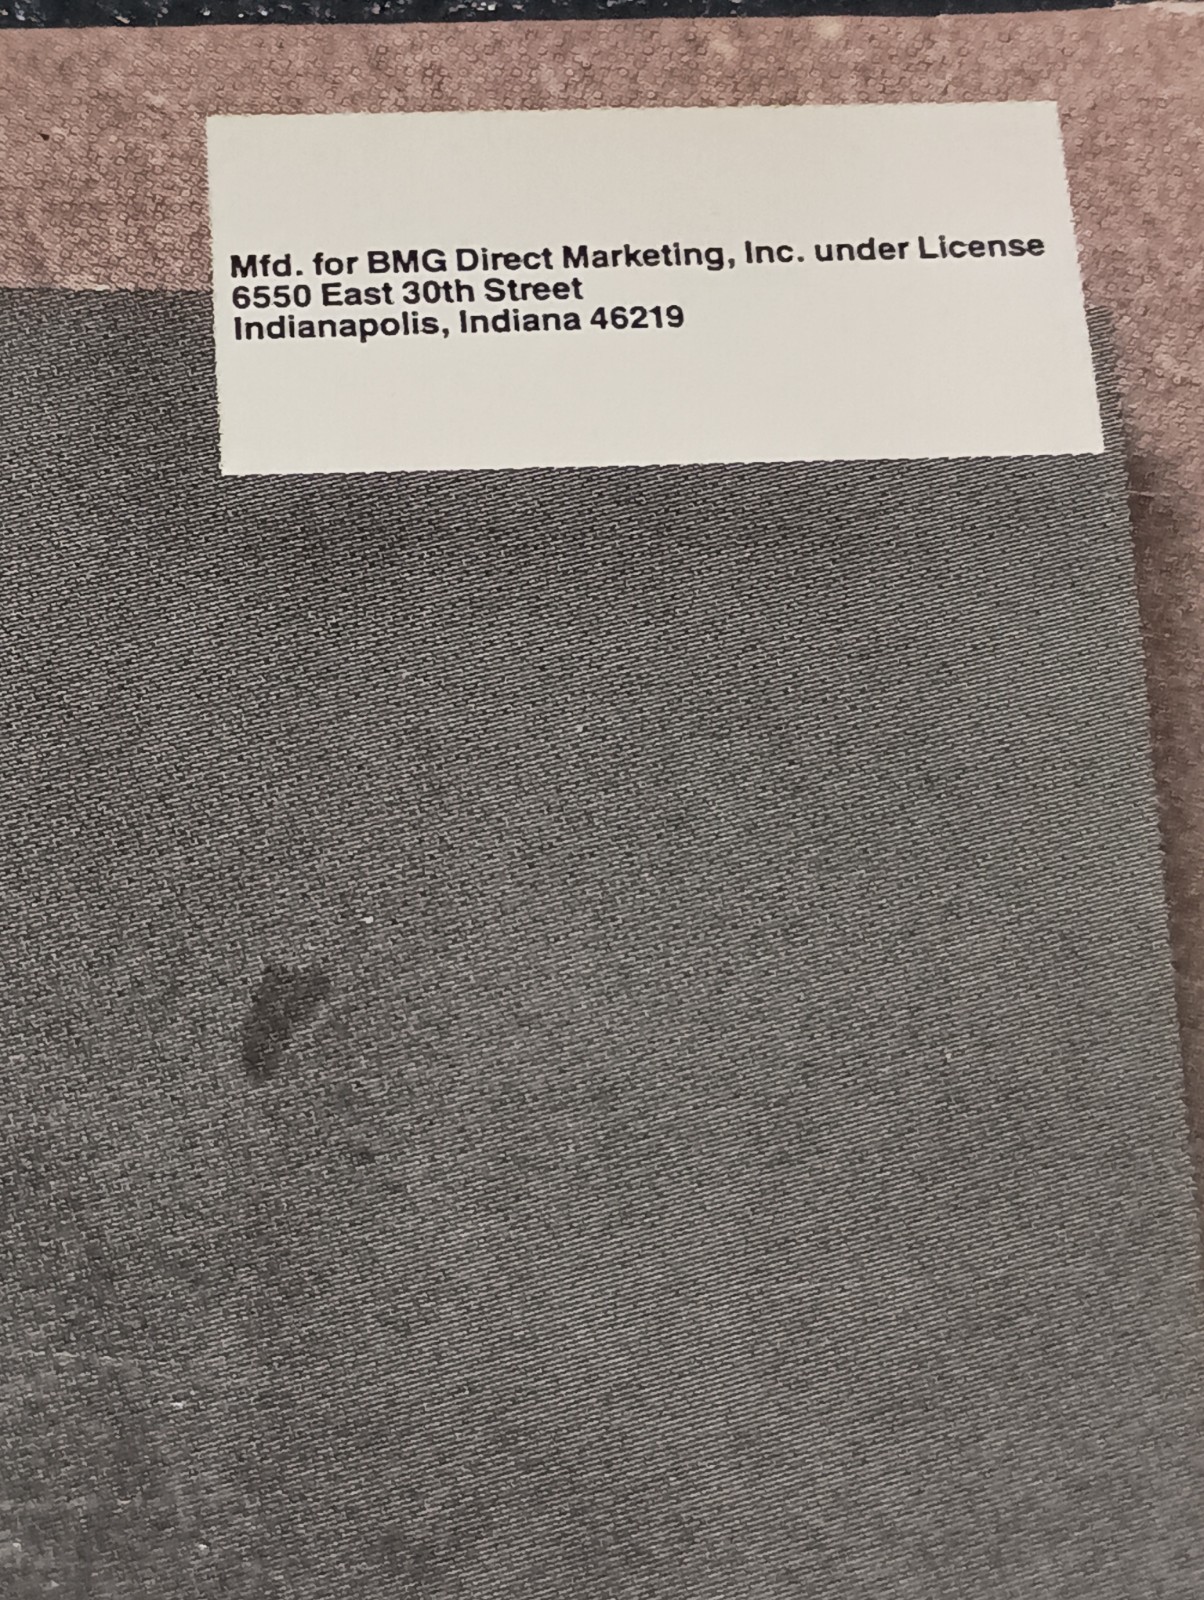 Mfd. for BMG Direct Marketing, Inc. under License
6550 East 30th Street
Indianapolis, Indiana 46219